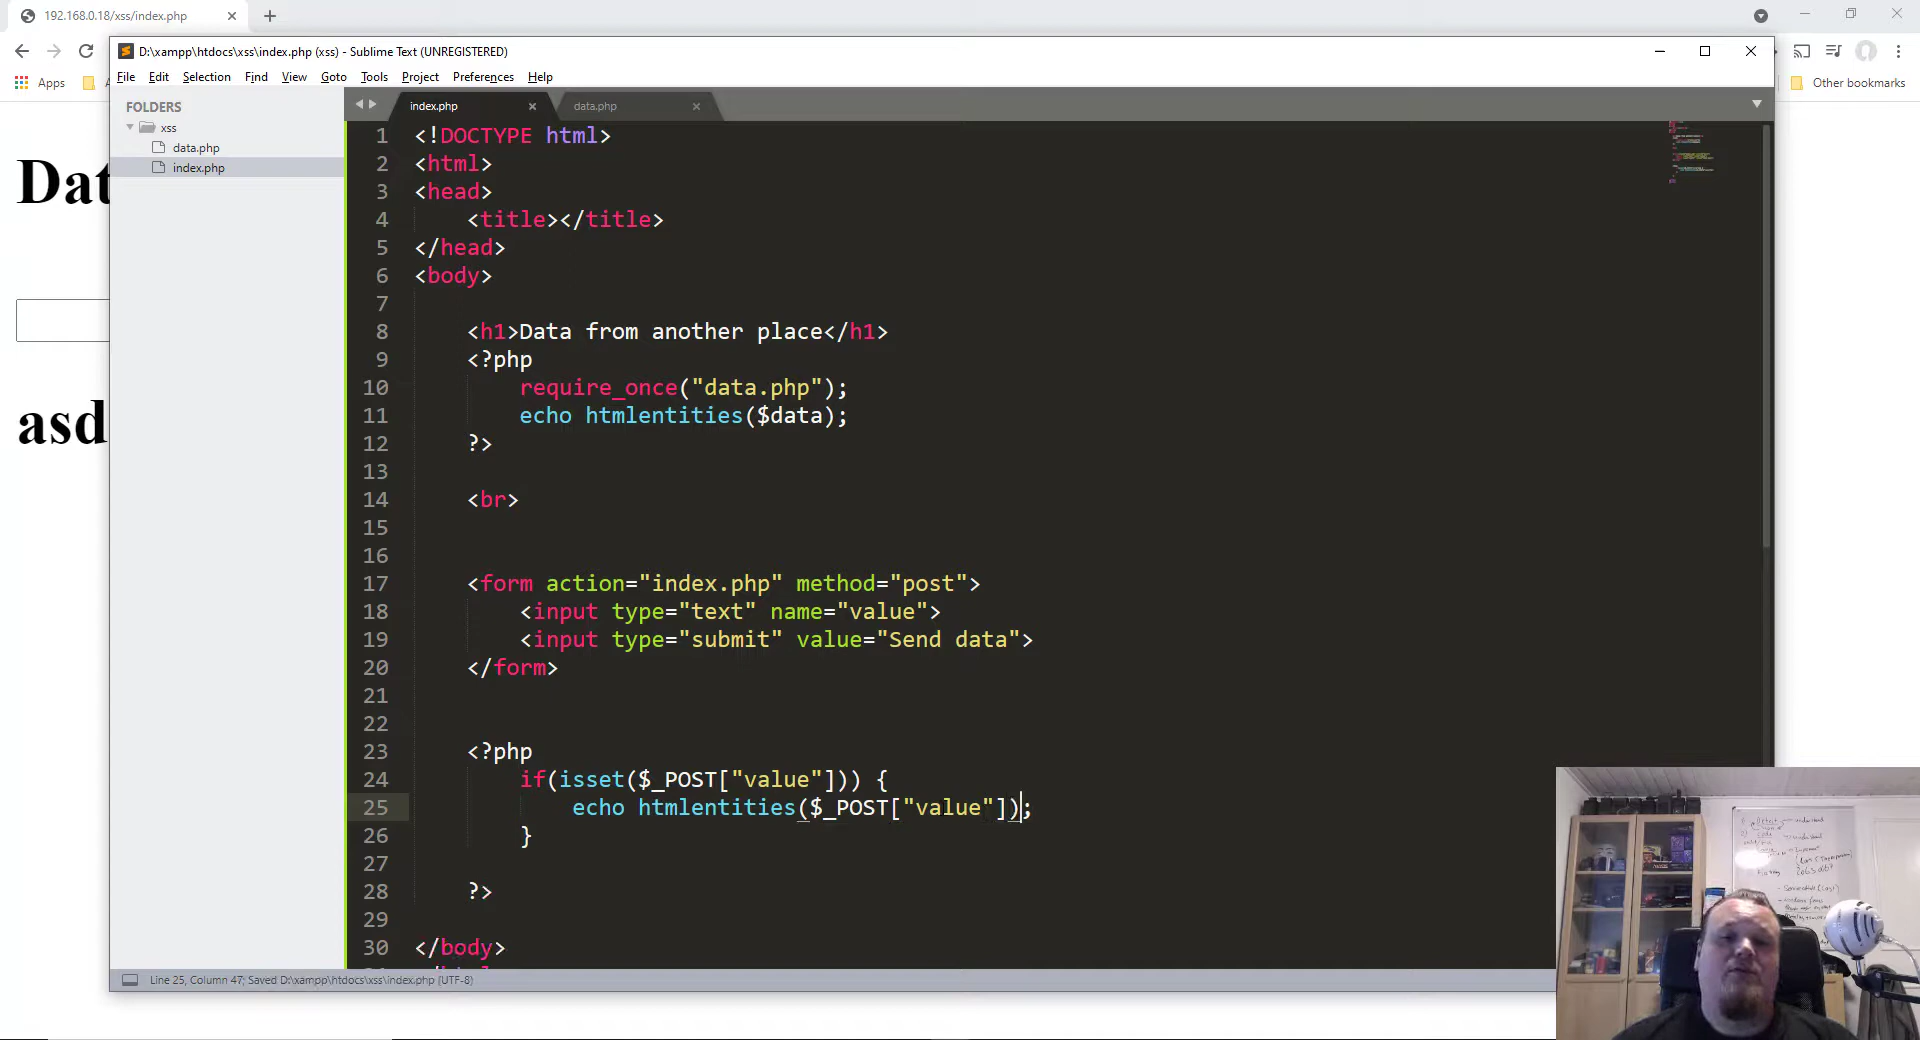 192.168.0.18/xss/index.php
D:\xampp\htdocs\xss\index.php (xss) - Sublime Text (UNREGISTERED)
File Edit Selection Find View Goto Tools Project Preferences Help
Apps
Other bookmarks
FOLDERS
xss
data.php
index.php
index.php
data.php
Dat
asd
1 <!DOCTYPE html>
2 <html>
3 <head>
4 <title></title>
5 </head>
6 <body>
7
8 <h1>Data from another place</h1>
9 <?php
10 require_once("data.php");
11 echo htmlentities($data);
12 ?>
13
14 <br>
15
16
17 <form action="index.php" method="post">
18 <input type="text" name="value">
19 <input type="submit" value="Send data">
20 </form>
21
22
23 <?php
24 if(isset($_POST["value"])) {
25 echo htmlentities($_POST["value"]);
26 }
27
28 ?>
29
30 </body>
Line 25, Column 47; Saved D:\xampp\htdocs\xss\index.php (UTF-8)